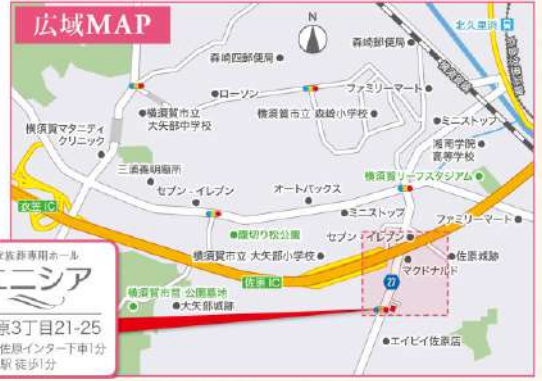 広域MAP
N
北久里浜
森崎郵便局
森崎四郵便局
ローソン
ファミリーマート
横須賀市立
大矢部中学校
横須賀市立 森崎小学校
ミニストップ
横須賀マタニティ
クリニック
湘南学院
高等学校
三浦義明廟所
横須賀リーフスタジアム
セブン-イレブン
オートバックス
衣笠IC
ミニストップ
ファミリーマート
腹切り松公園
セブン-イレブン
横須賀市立 大矢部小学校
佐原城跡
マクドナルド
家族葬専用ホール
エニシア
佐原IC
27
横須賀市営 公園墓地
大矢部城跡
原3丁目21-25
佐原インター下車1分
駅 徒歩1分
エイビイ佐原店